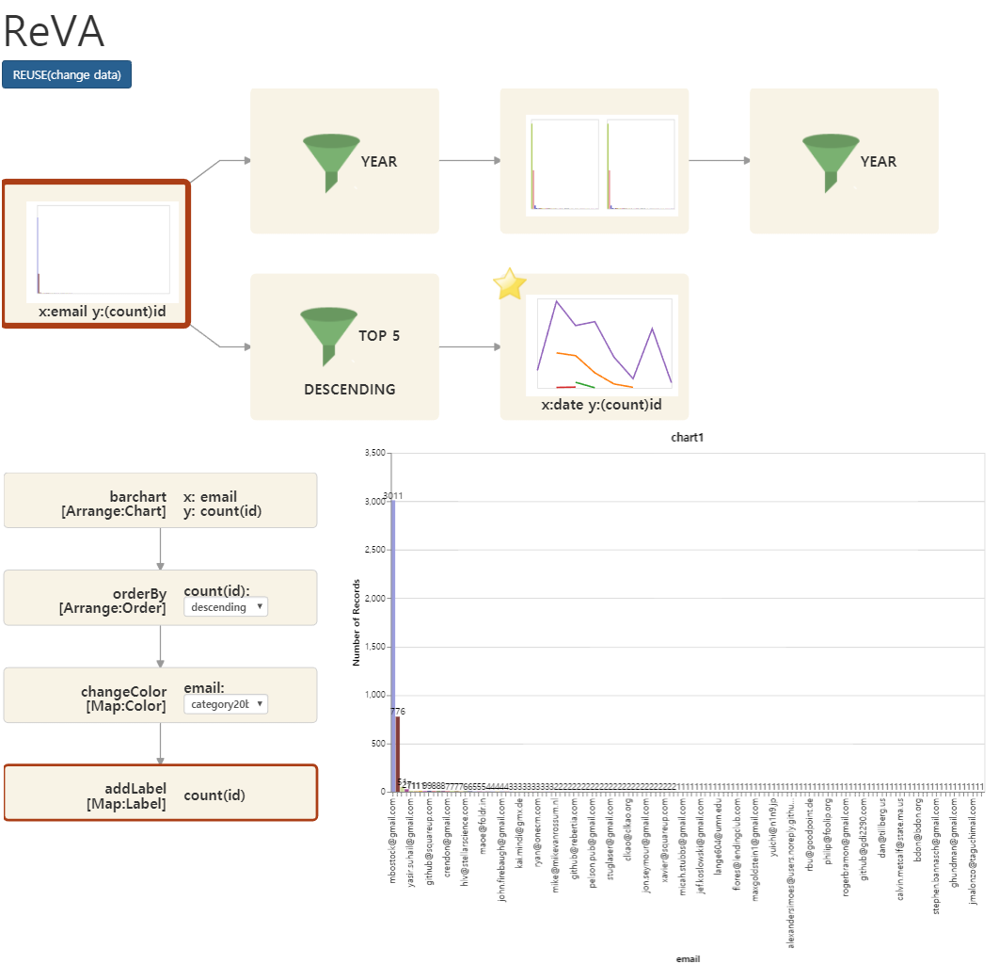 ReVA
REUSE(change data)
YEAR
YEAR
x:email y:(count)id
TOP 5
DESCENDING
x:date y:(count)id
barchart x: email
[Arrange:Chart] y: count(id)
orderBy count(id):
[Arrange:Order] descending
changeColor email:
[Map:Color] category20b
addLabel
[Map:Label] count(id)
chart1
Number of Records
3,500
3,000
2,500
2,000
1,500
1,000
500
0
3011
776
mbostock@gmail.com
yasir.suhail@gmail.com
github@squareup.com
crendon@gmail.com
hiv@stellarscience.com
maoe@foldr.in
john.firebaugh@gmail.com
kai.mindl@gmx.de
ryan@onecm.com
mike@mikevanrossum.nl
github@rebertia.com
pelson.pub@gmail.com
stuglaser@gmail.com
clkao@clkao.org
jon.seymour@gmail.com
xavier@squareup.com
micah.stubbs@gmail.com
jef.koslowski@gmail.com
lange604@umn.edu
flores@lendingclub.com
maxgoldstein1@gmail.com
yuichi@n1n9.jp
alexandersimoes@users.noreply.githu...
rbu@goodpoint.de
philip@foolip.org
rogerbramon@gmail.com
github@gdi2290.com
dan@tillberg.us
calvin.metcalf@state.ma.us
bdon@bdon.org
stephen.bannasch@gmail.com
ghundman@gmail.com
jmalonzo@taguchimail.com
email